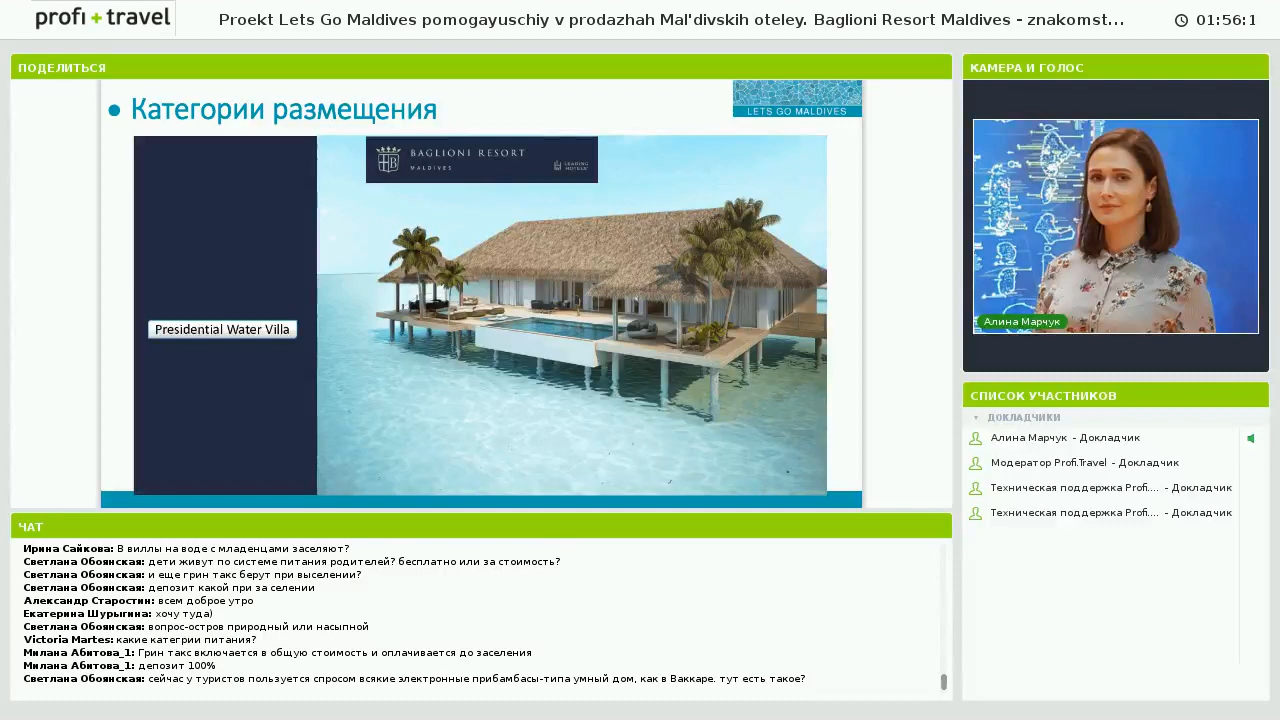 profi + travel
Proekt Lets Go Maldives pomogayuschiy v prodazhah Mal'divskih oteley. Baglioni Resort Maldives - znakomst...
01:56:1
ПОДЕЛИТЬСЯ
• Категории размещения
LETS GO MALDIVES
BAGLIONI RESORT
MALDIVES
LEADING
HOTELS
Presidential Water Villa
КАМЕРА И ГОЛОС
Алина Марчук
СПИСОК УЧАСТНИКОВ
ДОКЛАДЧИКИ
Алина Марчук - Докладчик
Модератор Profi.Travel - Докладчик
Техническая поддержка Profi.... - Докладчик
Техническая поддержка Profi.... - Докладчик
ЧАТ
Ирина Сайкова: В виллы на воде с младенцами заселяют?
Светлана Обоянская: дети живут по системе питания родителей? бесплатно или за стоимость?
Светлана Обоянская: и еще грин такс берут при выселении?
Светлана Обоянская: депозит какой при за селении
Александр Старостин: всем доброе утро
Екатерина Шурыгина: хочу туда)
Светлана Обоянская: вопрос-остров природный или насыпной
Victoria Martes: какие категрии питания?
Милана Абитова_1: Грин такс включается в общую стоимость и оплачивается до заселения
Милана Абитова_1: депозит 100%
Светлана Обоянская: сейчас у туристов пользуется спросом всякие электронные прибамбасы-типа умный дом, как в Ваккаре. тут есть такое?